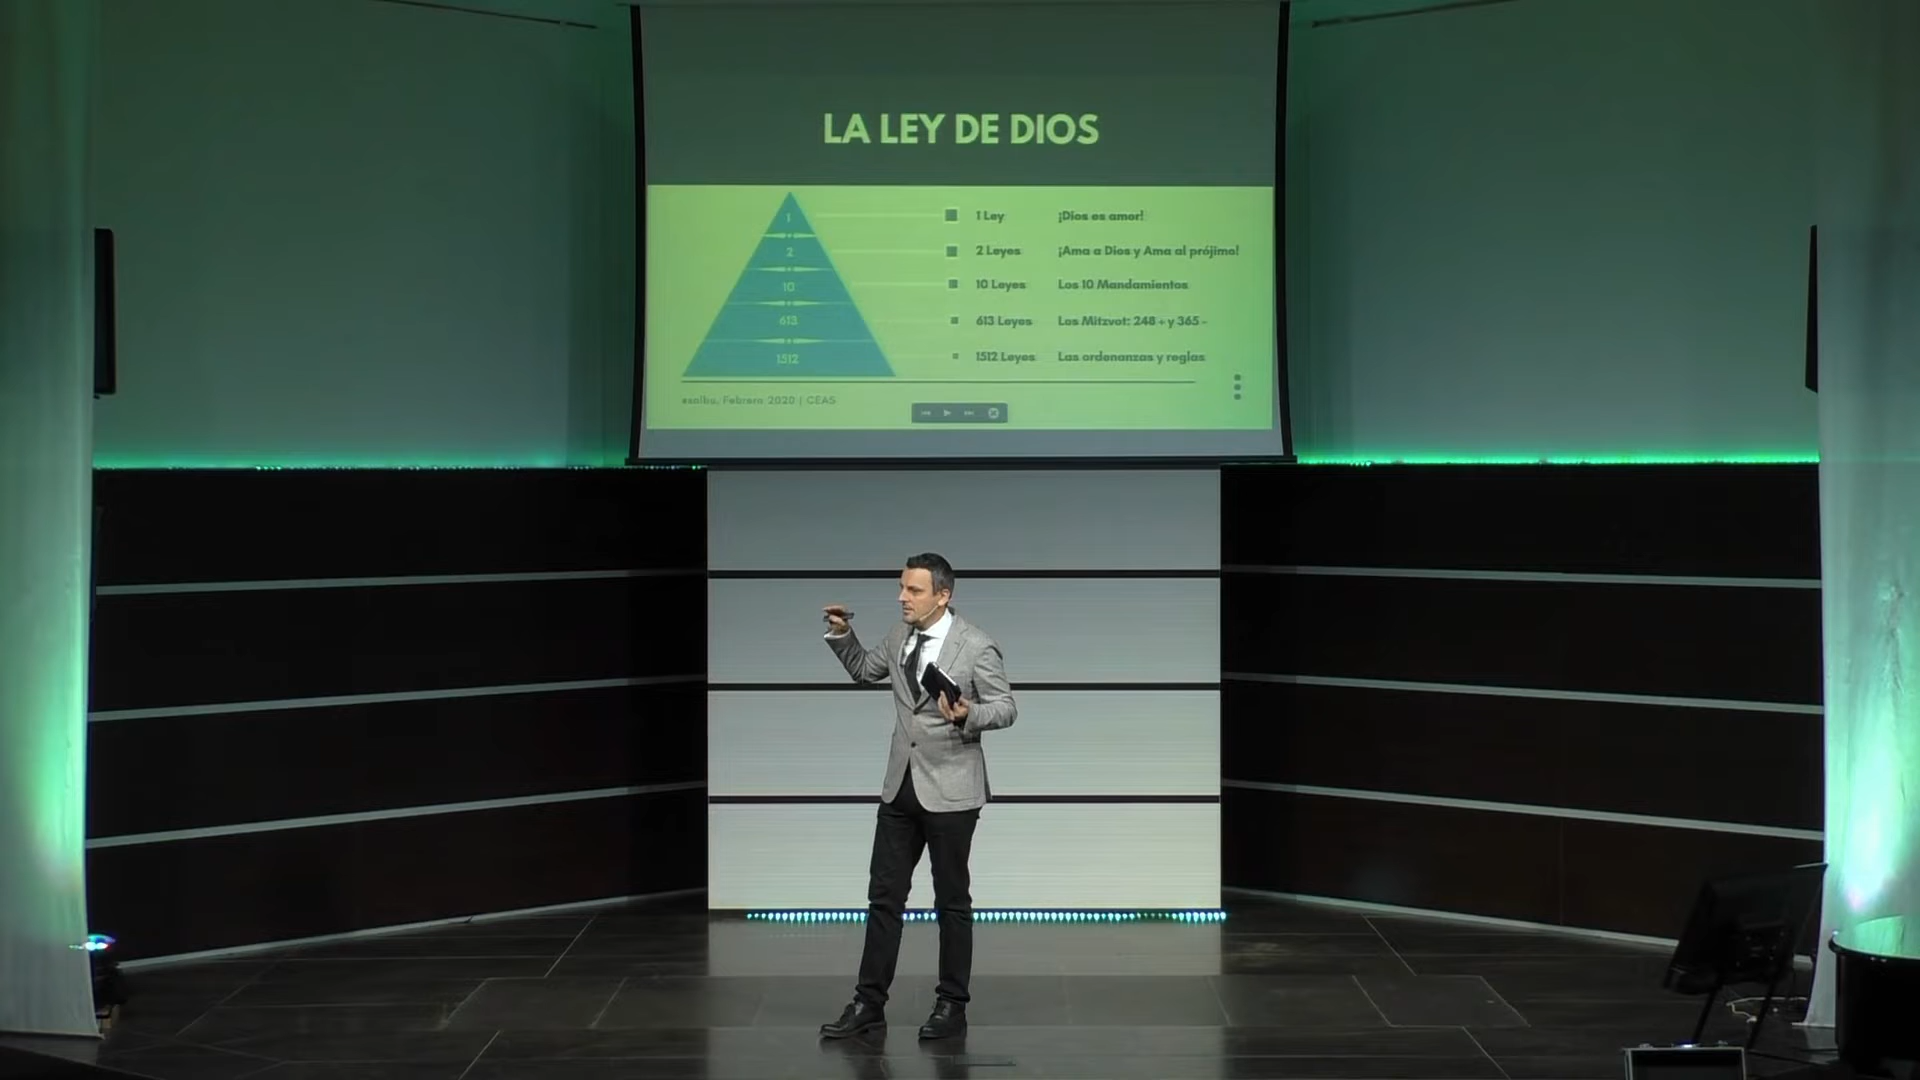 LA LEY DE DIOS
1
2
10
613
1512
1 Ley ¡Dios es amor!
2 Leyes ¡Ama a Dios y Ama al prójimo!
10 Leyes Los 10 Mandamientos
613 Leyes Los Mitzvot: 248 + y 365 -
1512 Leyes Las ordenanzas y reglas
Febrero 2020 | CEAS